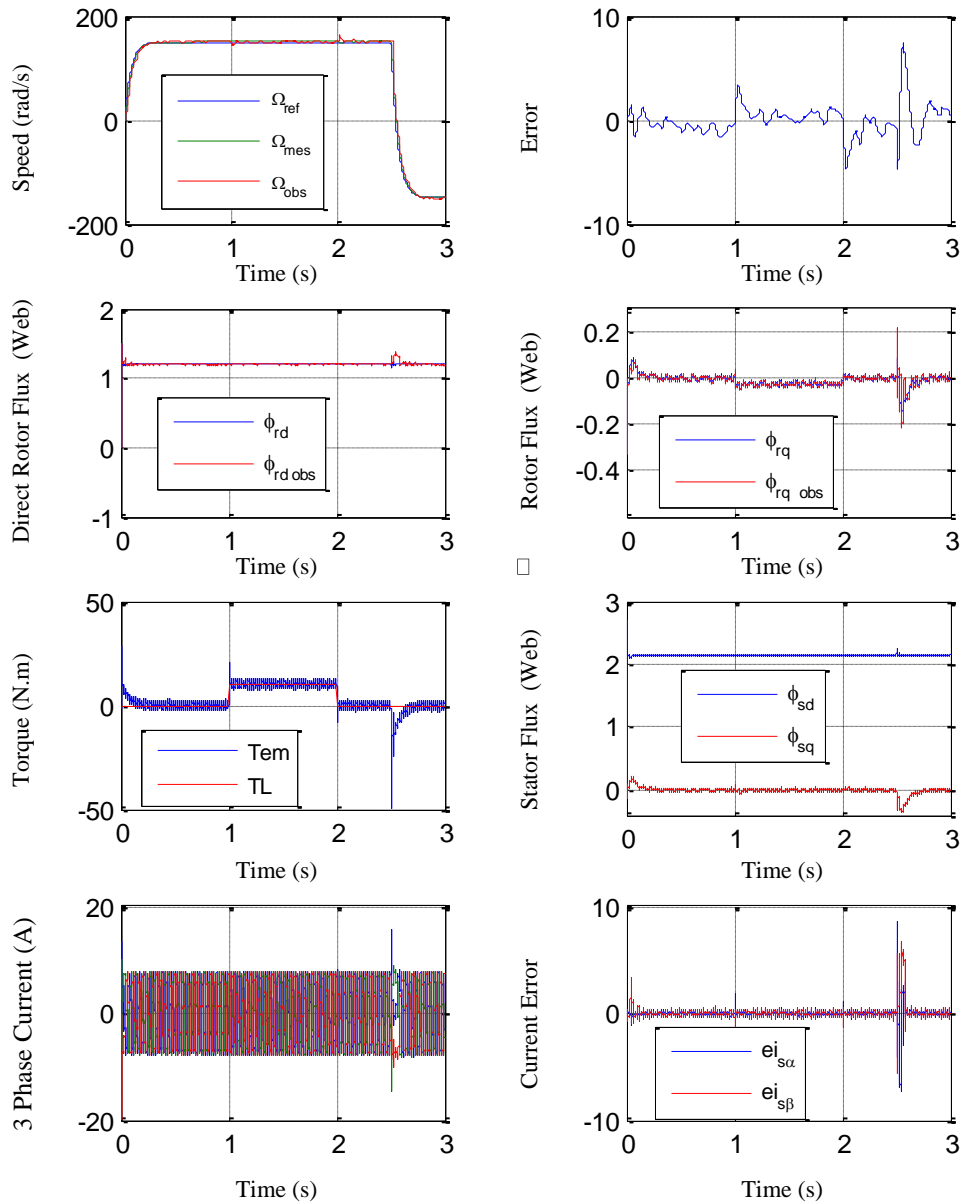 200
0
-200
0
1
2
3
Speed (rad/s)
Time (s)
Ωref
Ωmes
Ωobs
10
0
-10
0
1
2
3
Error
Time (s)
2
1
0
-1
0
1
2
3
Direct Rotor Flux (Web)
Time (s)
ϕrd
ϕrd obs
0.2
0
-0.2
-0.4
0
1
2
3
Rotor Flux (Web)
Time (s)
ϕrq
ϕrq obs
50
0
-50
0
1
2
3
Torque (N.m)
Time (s)
Tem
TL
3
2
1
0
0
1
2
3
Stator Flux (Web)
Time (s)
ϕsd
ϕsq
20
0
-20
0
1
2
3
3 Phase Current (A)
Time (s)
10
0
-10
0
1
2
3
Current Error
Time (s)
eisα
eisβ